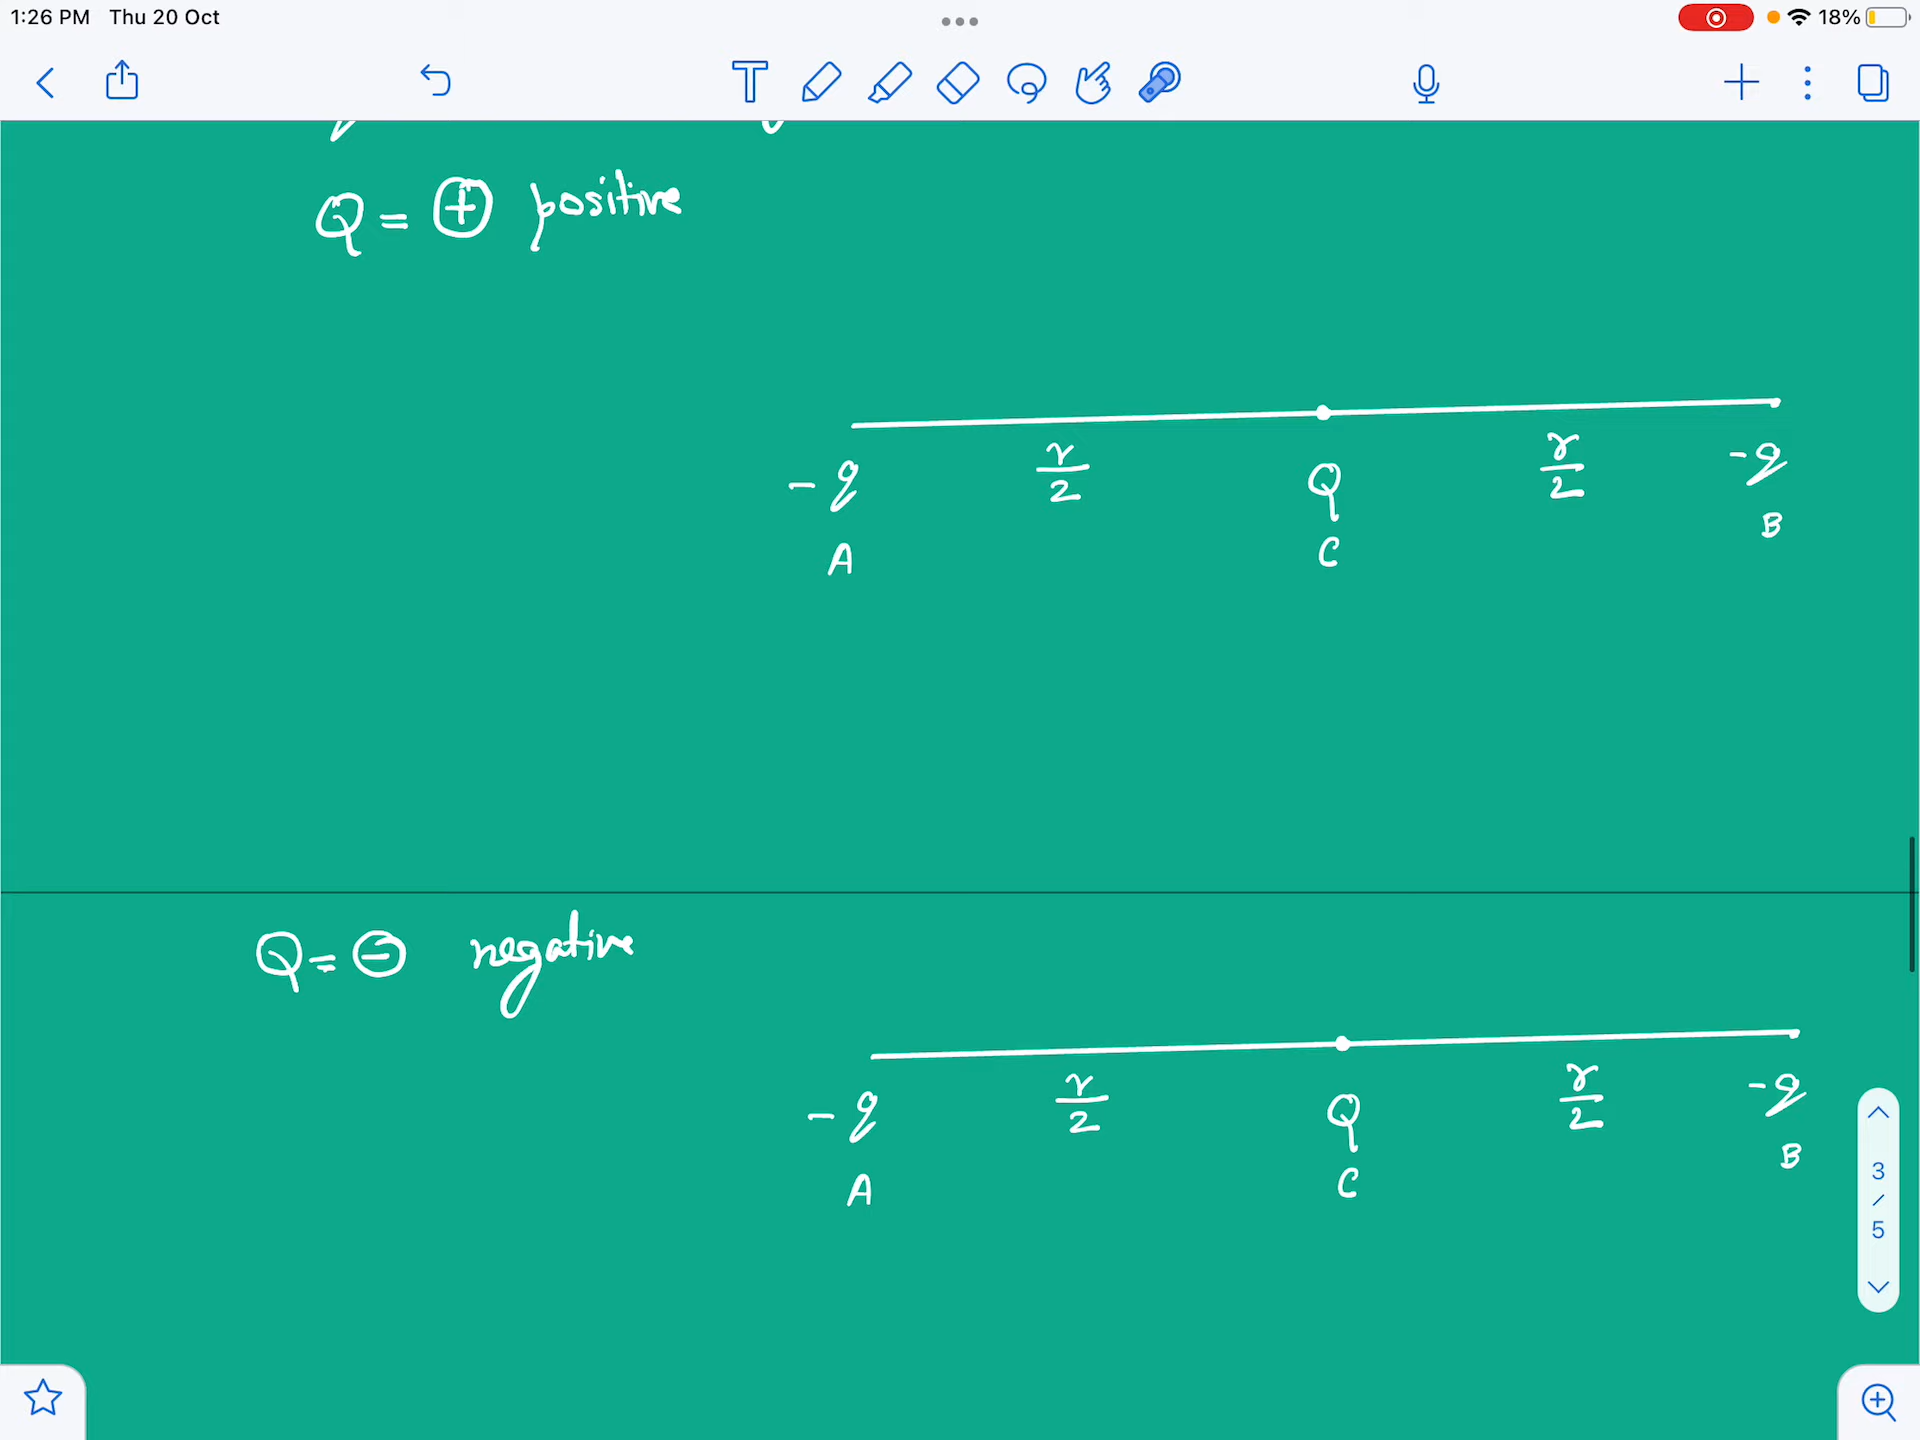 1:26 PM Thu 20 Oct
18%
T
Q = ⊕ positive
r/2
r/2
-q
Q
-q
A
C
B
Q = ⊖ negative
r/2
r/2
-q
Q
-q
A
C
B
3
/
5